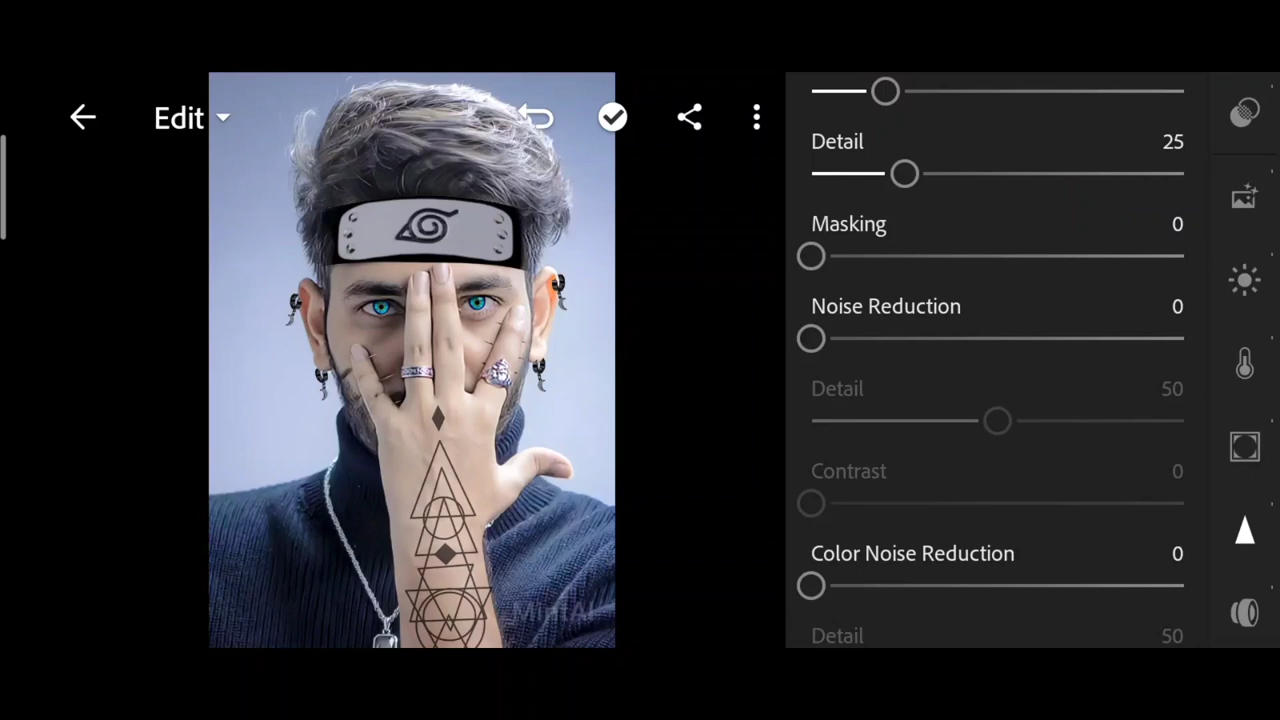 Edit
Detail 25
Masking 0
Noise Reduction 0
Detail 50
Contrast 0
Color Noise Reduction 0
Detail 50